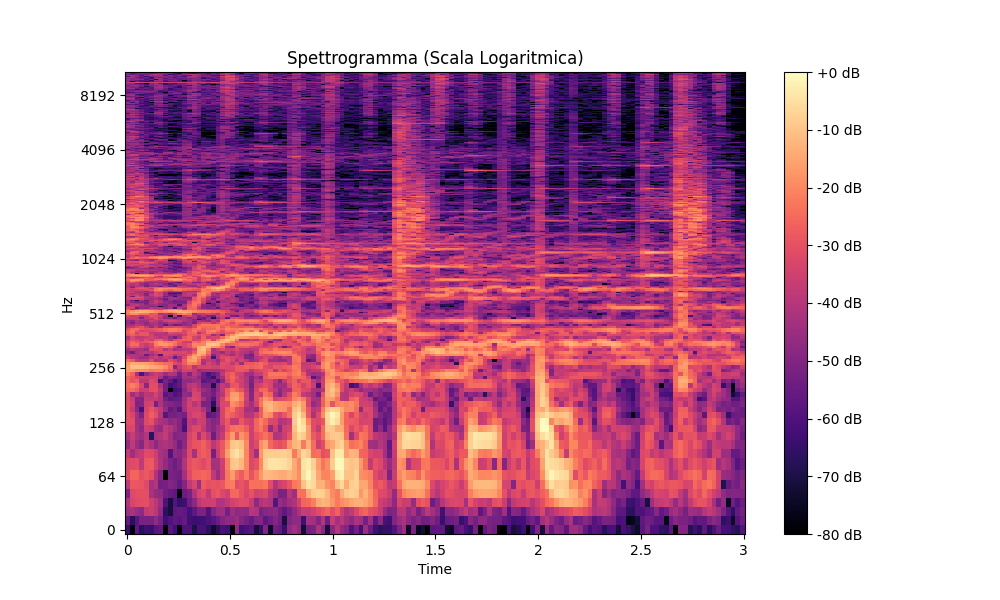 Spettrogramma (Scala Logaritmica)
Hz
8192
4096
2048
1024
512
256
128
64
0
0
0.5
1
1.5
2
2.5
3
Time
+0 dB
-10 dB
-20 dB
-30 dB
-40 dB
-50 dB
-60 dB
-70 dB
-80 dB